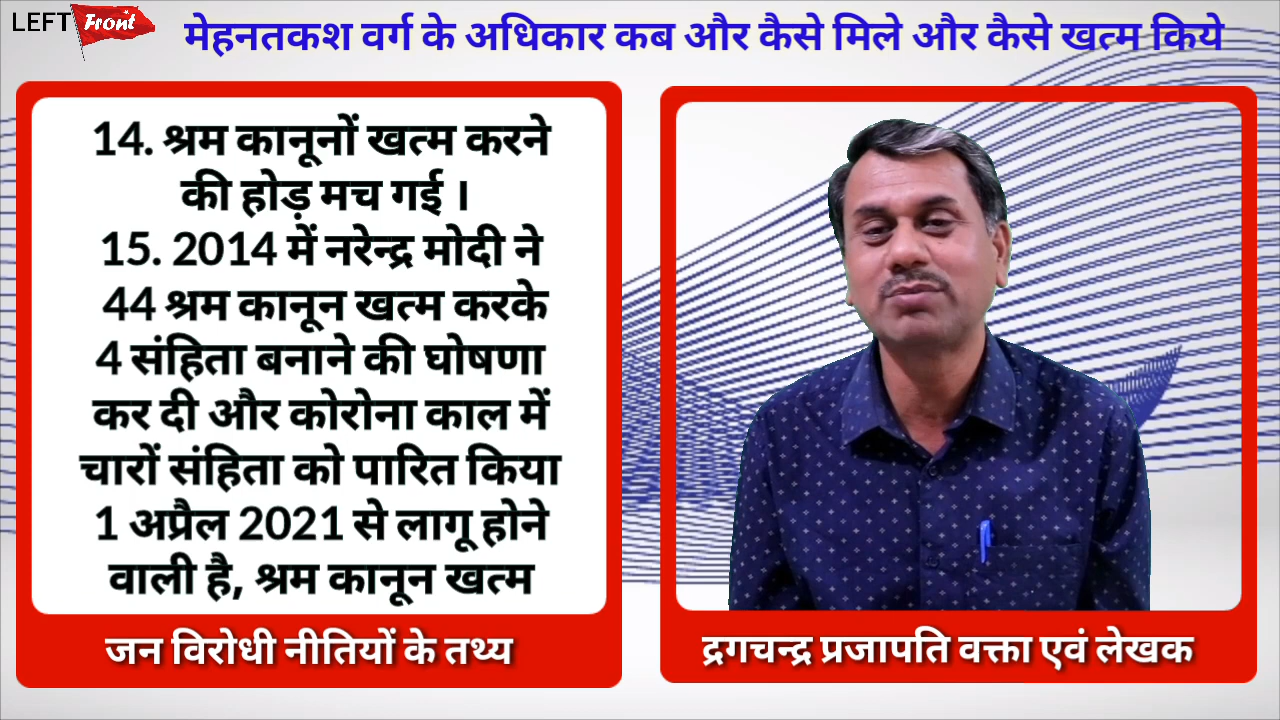 LEFT Front
मेहनतकश वर्ग के अधिकार कब और कैसे मिले और कैसे खत्म किये
14. श्रम कानूनों खत्म करने
की होड़ मच गई ।
15. 2014 में नरेन्द्र मोदी ने
44 श्रम कानून खत्म करके
4 संहिता बनाने की घोषणा
कर दी और कोरोना काल में
चारों संहिता को पारित किया
1 अप्रैल 2021 से लागू होने
वाली है, श्रम कानून खत्म
जन विरोधी नीतियों के तथ्य
द्रगचन्द्र प्रजापति वक्ता एवं लेखक